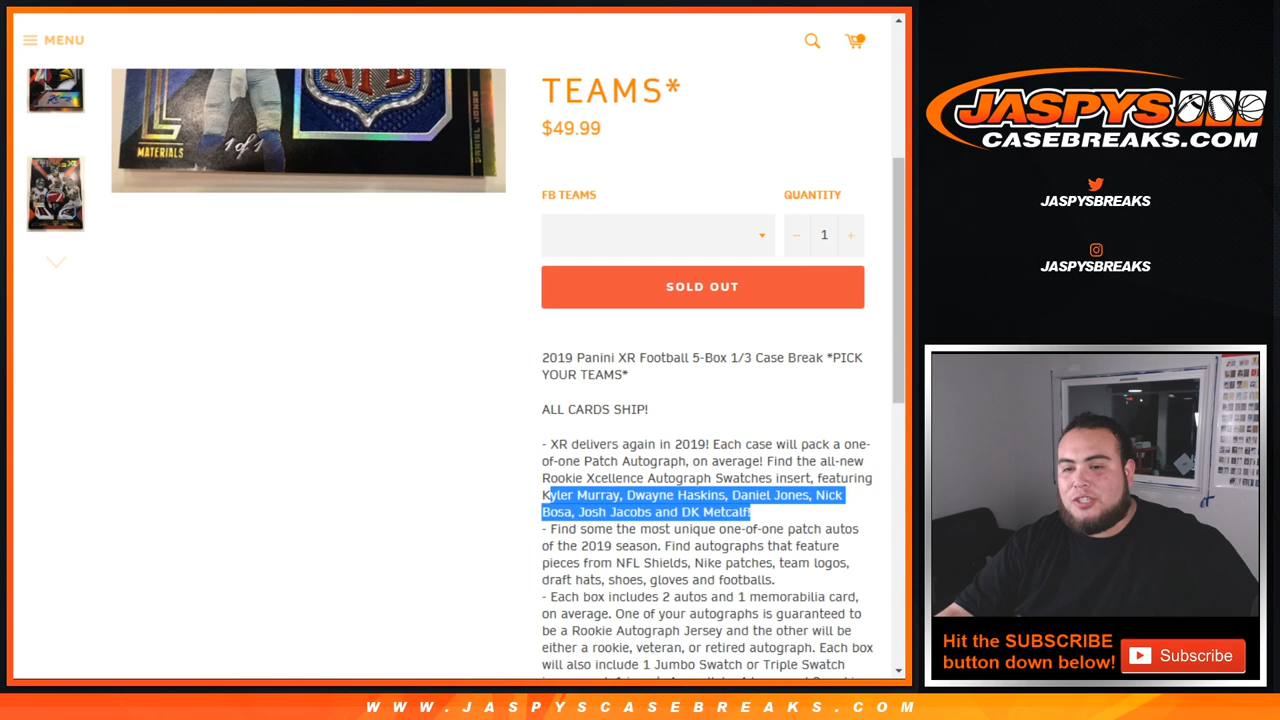 MENU
TEAMS*
$49.99
MATERIALS
1 of 1
DANIEL JONES
NFL
FB TEAMS
QUANTITY
− 1 +
SOLD OUT
2019 Panini XR Football 5-Box 1/3 Case Break *PICK
YOUR TEAMS*
ALL CARDS SHIP!
- XR delivers again in 2019! Each case will pack a one-
of-one Patch Autograph, on average! Find the all-new
Rookie Xcellence Autograph Swatches insert, featuring
Kyler Murray, Dwayne Haskins, Daniel Jones, Nick
Bosa, Josh Jacobs and DK Metcalf!
- Find some the most unique one-of-one patch autos
of the 2019 season. Find autographs that feature
pieces from NFL Shields, Nike patches, team logos,
draft hats, shoes, gloves and footballs.
- Each box includes 2 autos and 1 memorabilia card,
on average. One of your autographs is guaranteed to
be a Rookie Autograph Jersey and the other will be
either a rookie, veteran, or retired autograph. Each box
will also include 1 Jumbo Swatch or Triple Swatch
JASPYS
CASEBREAKS.COM
JASPYSBREAKS
JASPYSBREAKS
Hit the SUBSCRIBE
button down below!
Subscribe
WWW.JASPYSCASEBREAKS.COM